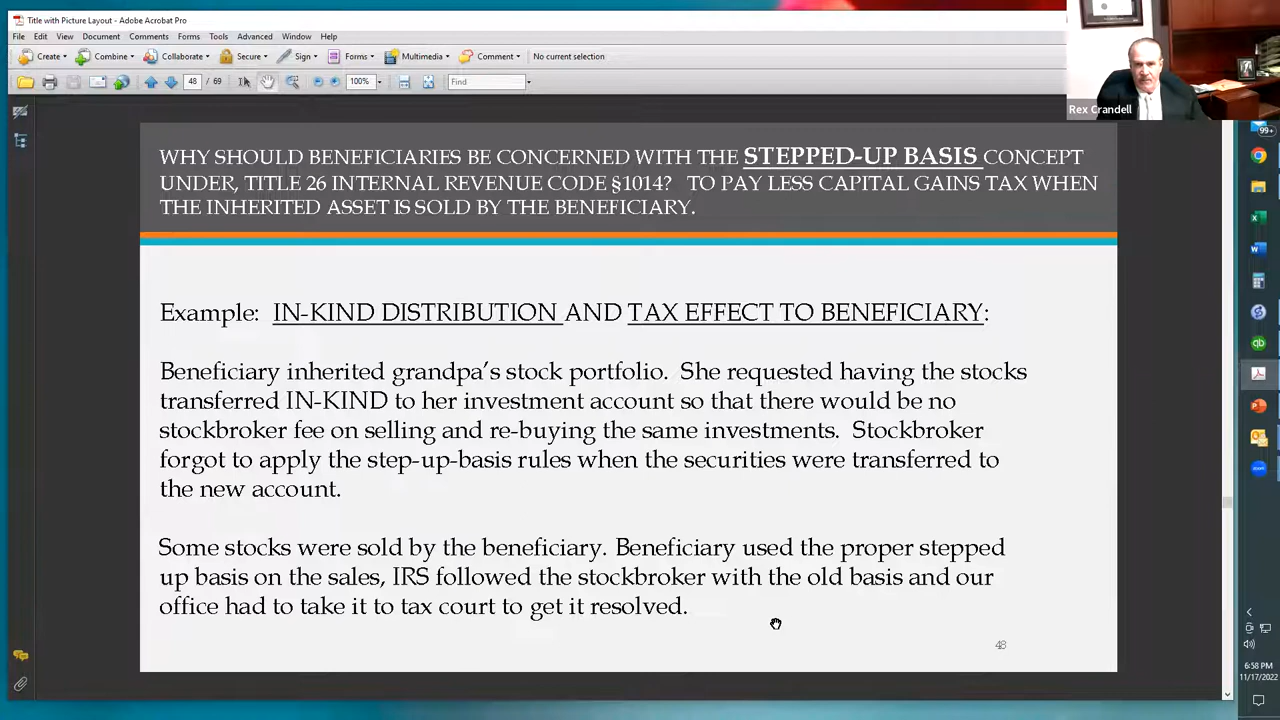 Title with Picture Layout - Adobe Acrobat Pro
File Edit View Document Comments Forms Tools Advanced Window Help
Create Combine Collaborate Secure Sign Forms Multimedia Comment No current selection
48 / 69 100% Find
Rex Crandell
99+
WHY SHOULD BENEFICIARIES BE CONCERNED WITH THE STEPPED-UP BASIS CONCEPT
UNDER, TITLE 26 INTERNAL REVENUE CODE §1014? TO PAY LESS CAPITAL GAINS TAX WHEN
THE INHERITED ASSET IS SOLD BY THE BENEFICIARY.
Example: IN-KIND DISTRIBUTION AND TAX EFFECT TO BENEFICIARY:
Beneficiary inherited grandpa's stock portfolio. She requested having the stocks
transferred IN-KIND to her investment account so that there would be no
stockbroker fee on selling and re-buying the same investments. Stockbroker
forgot to apply the step-up-basis rules when the securities were transferred to
the new account.
Some stocks were sold by the beneficiary. Beneficiary used the proper stepped
up basis on the sales, IRS followed the stockbroker with the old basis and our
office had to take it to tax court to get it resolved.
48
6:58 PM
11/17/2022